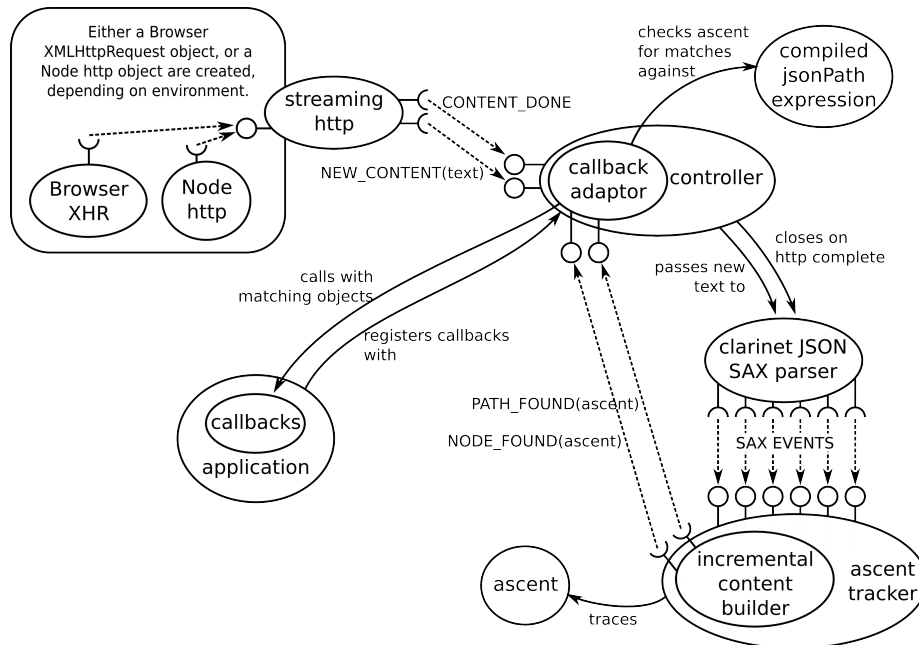 Either a Browser
XMLHttpRequest object, or a
Node http object are created,
depending on environment.
streaming
http
Browser
XHR
Node
http
CONTENT_DONE
NEW_CONTENT(text)
checks ascent
for matches
against
compiled
jsonPath
expression
callback
adaptor
controller
closes on
http complete
passes new
text to
calls with
matching objects
registers callbacks
with
clarinet JSON
SAX parser
callbacks
application
PATH_FOUND(ascent)
NODE_FOUND(ascent)
SAX EVENTS
ascent
traces
incremental
content
builder
ascent
tracker